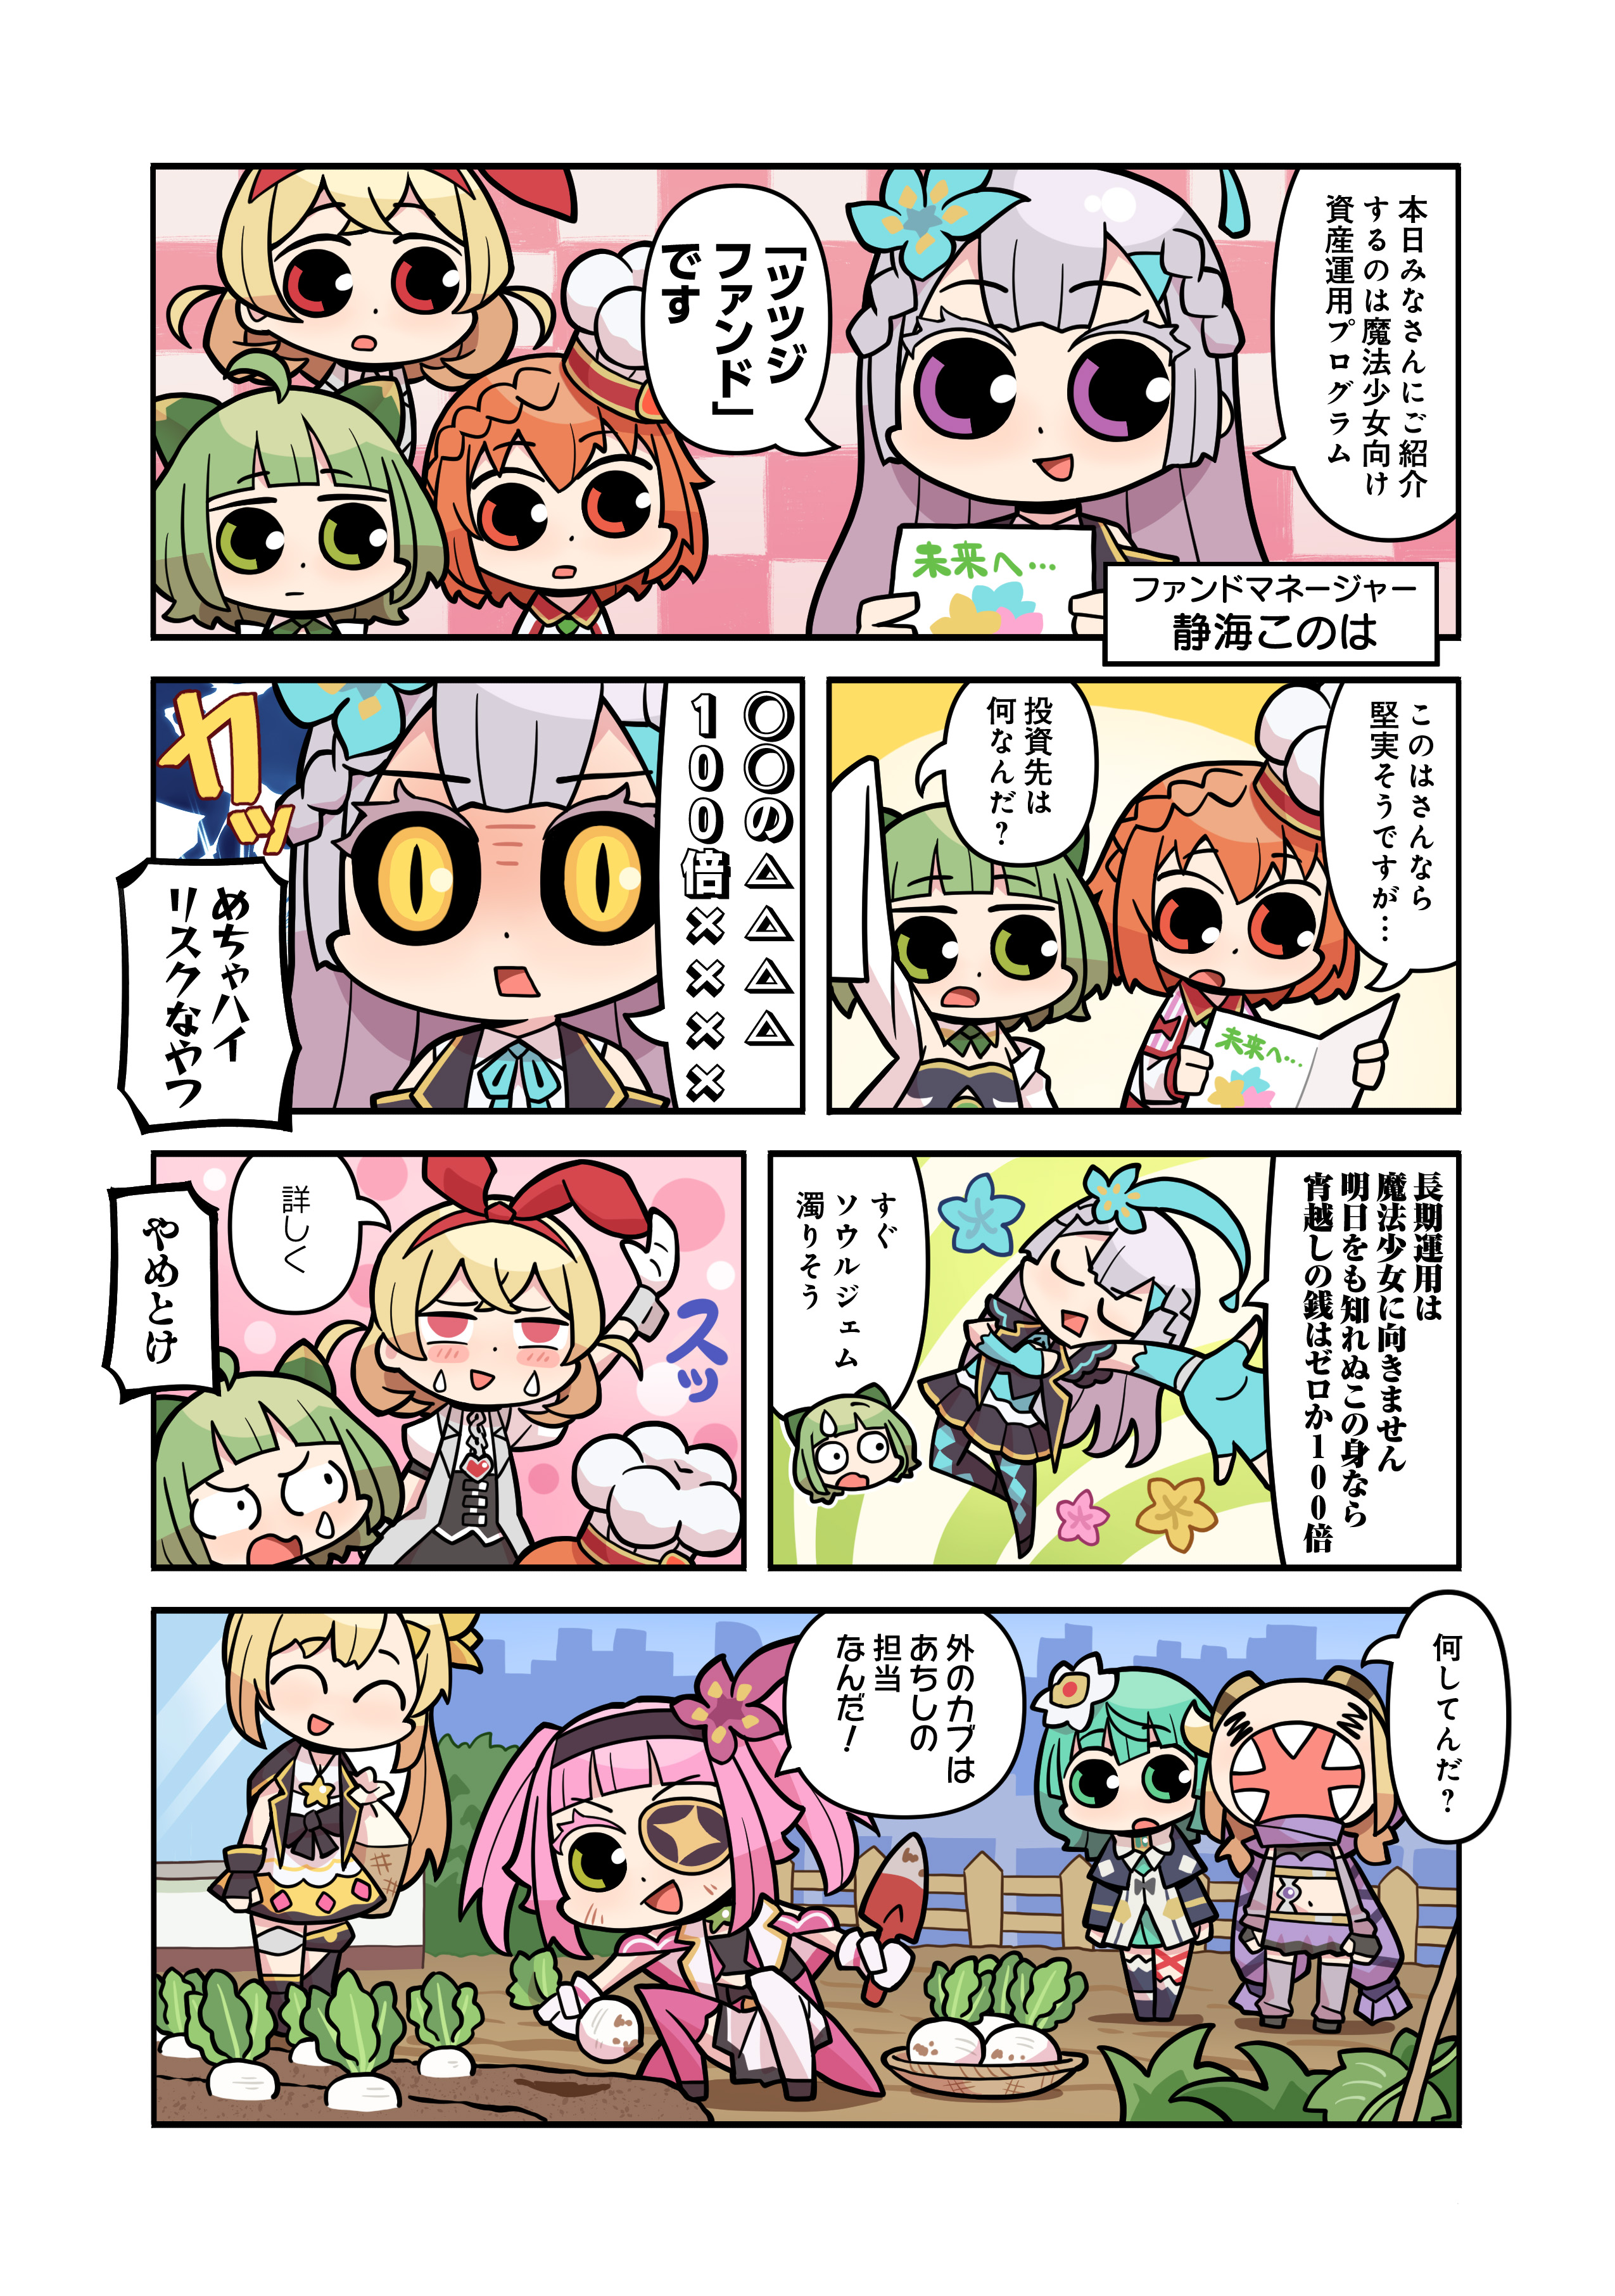 本日みなさんにご紹介
するのは魔法少女向け
資産運用プログラム
「ツツジ
ファンド」
です
未来へ…
ファンドマネージャー
静海このは
このはさんなら
堅実そうですが…
投資先は
何なんだ？
未来へ…
〇〇の△△△△
100倍××××
カッ
めちゃハイ
リスクなやつ
長期運用は
魔法少女に向きません
明日をも知れぬこの身なら
宵越しの銭はゼロか100倍
すぐ
ソウルジェム
濁りそう
スッ
詳しく
やめとけ
何してんだ？
外のカブは
あちしの
担当
なんだ！